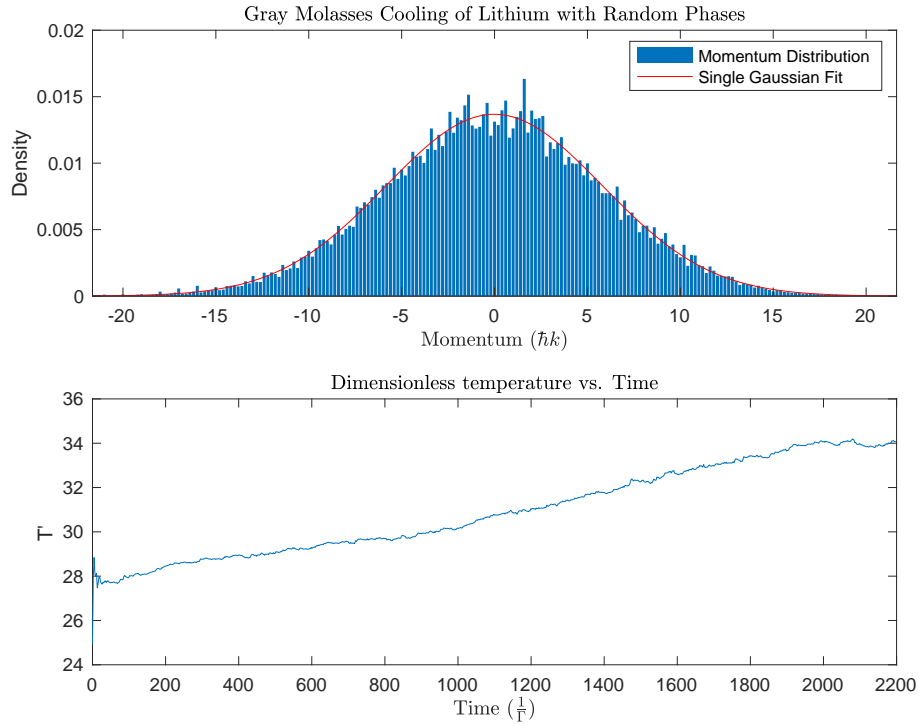 Gray Molasses Cooling of Lithium with Random Phases
0.02
0.015
0.01
0.005
0
Density
Momentum Distribution
Single Gaussian Fit
-20 -15 -10 -5 0 5 10 15 20
Momentum (ħk)
Dimensionless temperature vs. Time
36
34
32
30
28
26
24
T
0 200 400 600 800 1000 1200 1400 1600 1800 2000 2200
Time (1/Γ)